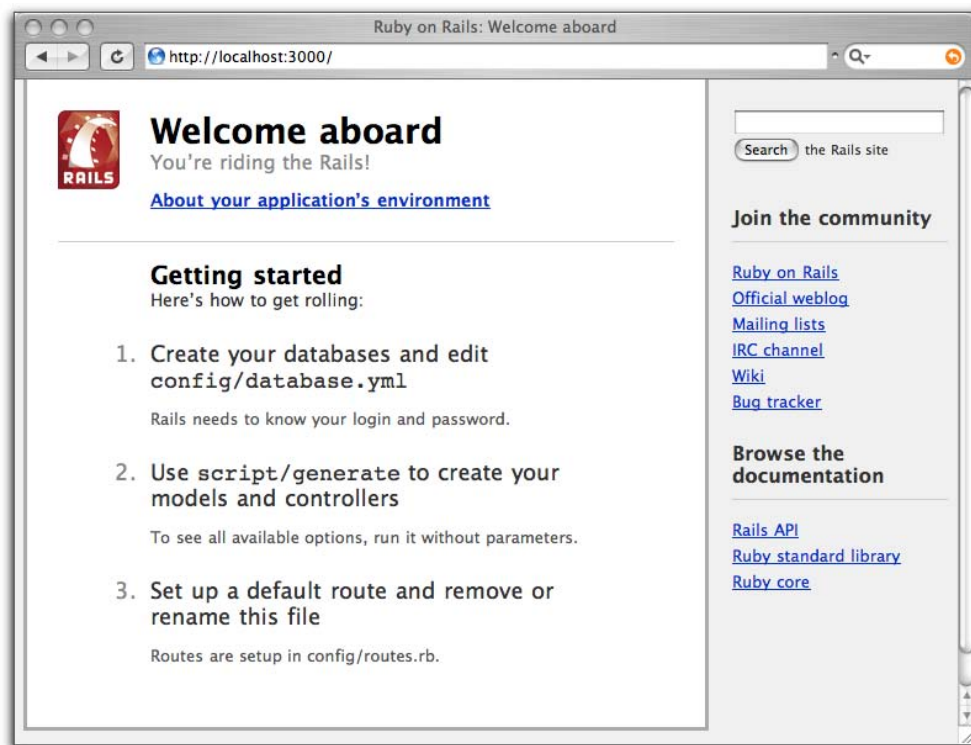 Ruby on Rails: Welcome aboard
http://localhost:3000/
RAILS
Welcome aboard
You're riding the Rails!
About your application's environment
Getting started
Here's how to get rolling:
1. Create your databases and edit
config/database.yml
Rails needs to know your login and password.
2. Use script/generate to create your
models and controllers
To see all available options, run it without parameters.
3. Set up a default route and remove or
rename this file
Routes are setup in config/routes.rb.
Search the Rails site
Join the community
Ruby on Rails
Official weblog
Mailing lists
IRC channel
Wiki
Bug tracker
Browse the
documentation
Rails API
Ruby standard library
Ruby core